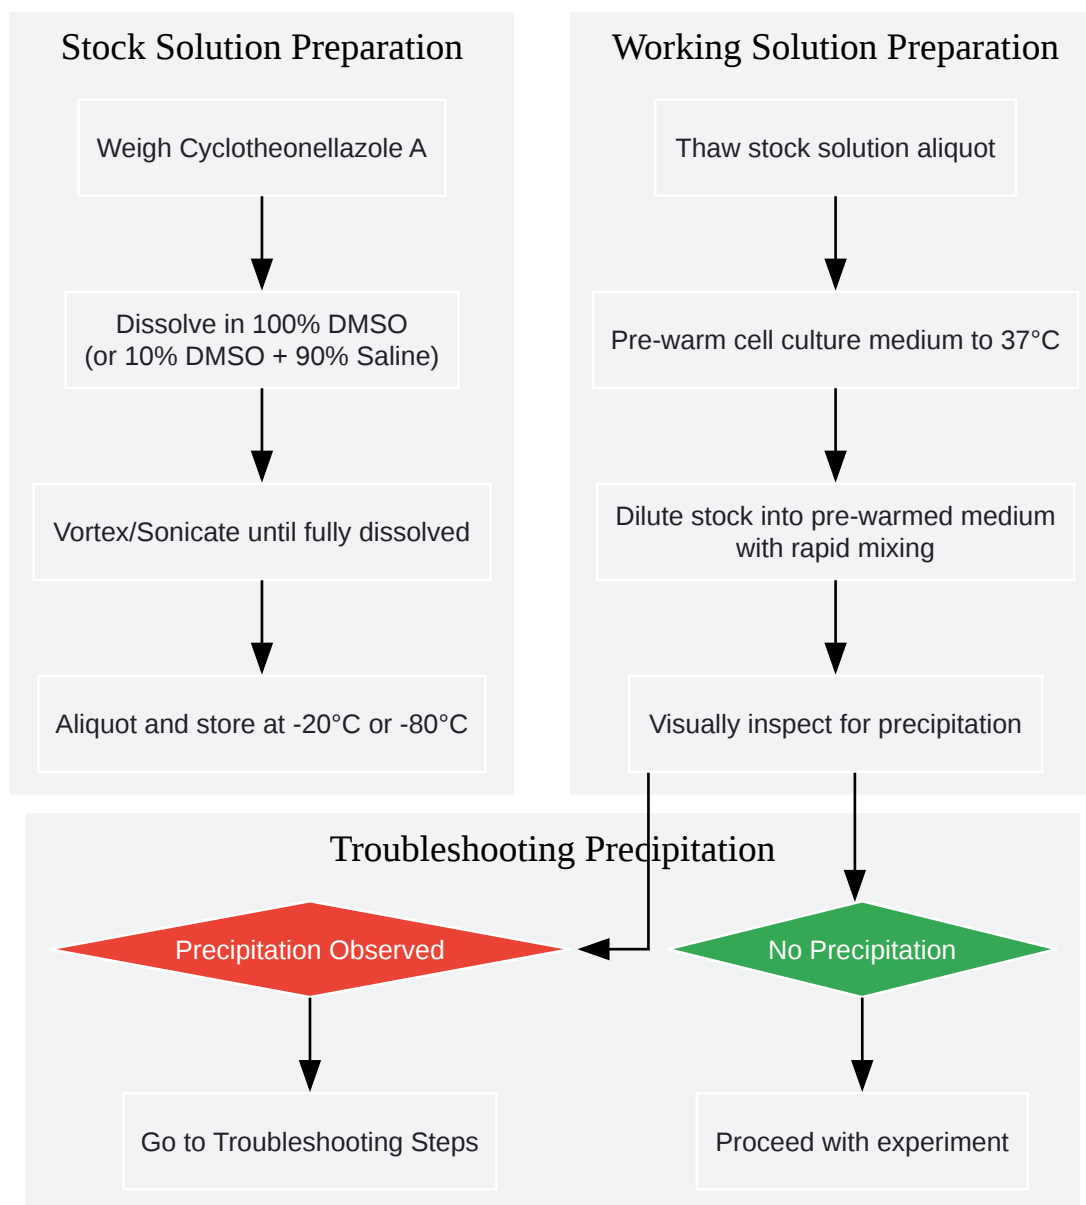 Stock Solution Preparation
Weigh Cyclotheonellazole A
Dissolve in 100% DMSO
(or 10% DMSO + 90% Saline)
Vortex/Sonicate until fully dissolved
Aliquot and store at -20°C or -80°C
Working Solution Preparation
Thaw stock solution aliquot
Pre-warm cell culture medium to 37°C
Dilute stock into pre-warmed medium
with rapid mixing
Visually inspect for precipitation
Troubleshooting Precipitation
Precipitation Observed
No Precipitation
Go to Troubleshooting Steps
Proceed with experiment